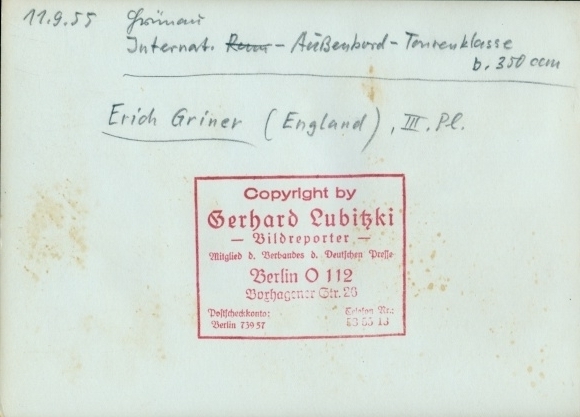 11.9.55 Grünau
Internat. Renn - Außenbord - Tourenklasse
b. 350 ccm
Erich Griner (England), III. Pl.
Copyright by
Gerhard Lubitzki
— Bildreporter —
Mitglied d. Verbandes d. Deutschen Presse
Berlin O 112
Boxhagener Str. 26
Postscheckkonto:
Berlin 739 57
Telefon Nr.: